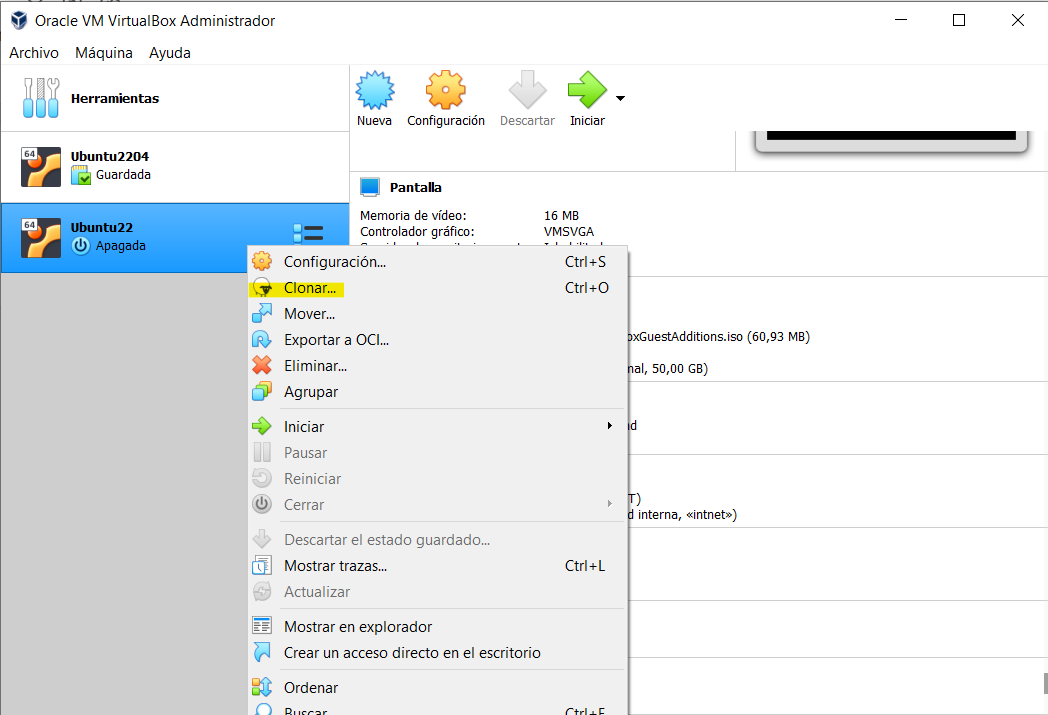 Oracle VM VirtualBox Administrador
Archivo Máquina Ayuda
Herramientas
Nueva Configuración Descartar Iniciar
64
Ubuntu2204
Guardada
64
Ubuntu22
Apagada
Pantalla
Memoria de vídeo: 16 MB
Controlador gráfico: VMSVGA
Configuración... Ctrl+S
Clonar... Ctrl+O
Mover...
Exportar a OCI...
Eliminar...
Agrupar
Iniciar
Pausar
Reiniciar
Cerrar
Descartar el estado guardado...
Mostrar trazas... Ctrl+L
Actualizar
Mostrar en explorador
Crear un acceso directo en el escritorio
Ordenar
Buscar Ctrl+F
oxGuestAdditions.iso (60,93 MB)
nal, 50,00 GB)
nd
T)
d interna, «intnet»)